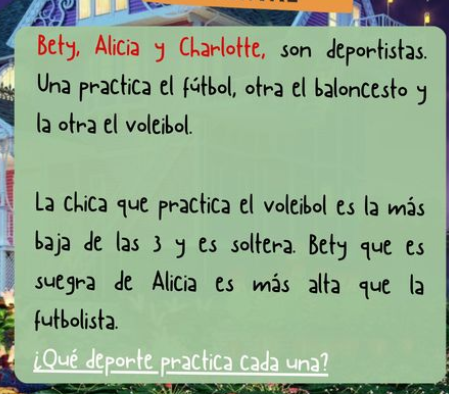 Bety, Alicia y Charlotte, son deportistas.
Una practica el fútbol, otra el baloncesto y
la otra el voleibol.
La chica que practica el voleibol es la más
baja de las 3 y es soltera. Bety que es
suegra de Alicia es más alta que la
futbolista.
¿Qué deporte practica cada una?